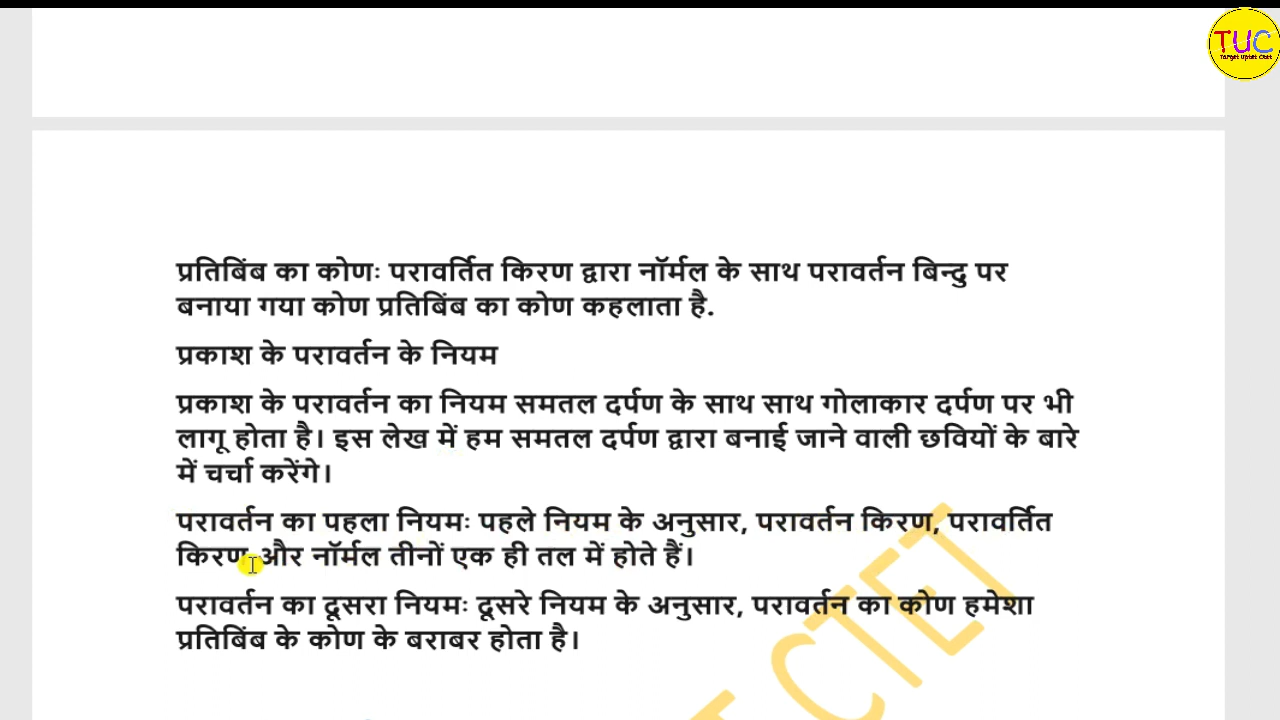 TUC
Target Uptet Ctet
प्रतिबिंब का कोणः परावर्तित किरण द्वारा नॉर्मल के साथ परावर्तन बिन्दु पर
बनाया गया कोण प्रतिबिंब का कोण कहलाता है.
प्रकाश के परावर्तन के नियम
प्रकाश के परावर्तन का नियम समतल दर्पण के साथ साथ गोलाकार दर्पण पर भी
लागू होता है। इस लेख में हम समतल दर्पण द्वारा बनाई जाने वाली छवियों के बारे
में चर्चा करेंगे।
परावर्तन का पहला नियमः पहले नियम के अनुसार, परावर्तन किरण, परावर्तित
किरण और नॉर्मल तीनों एक ही तल में होते हैं।
परावर्तन का दूसरा नियमः दूसरे नियम के अनुसार, परावर्तन का कोण हमेशा
प्रतिबिंब के कोण के बराबर होता है।
CTET